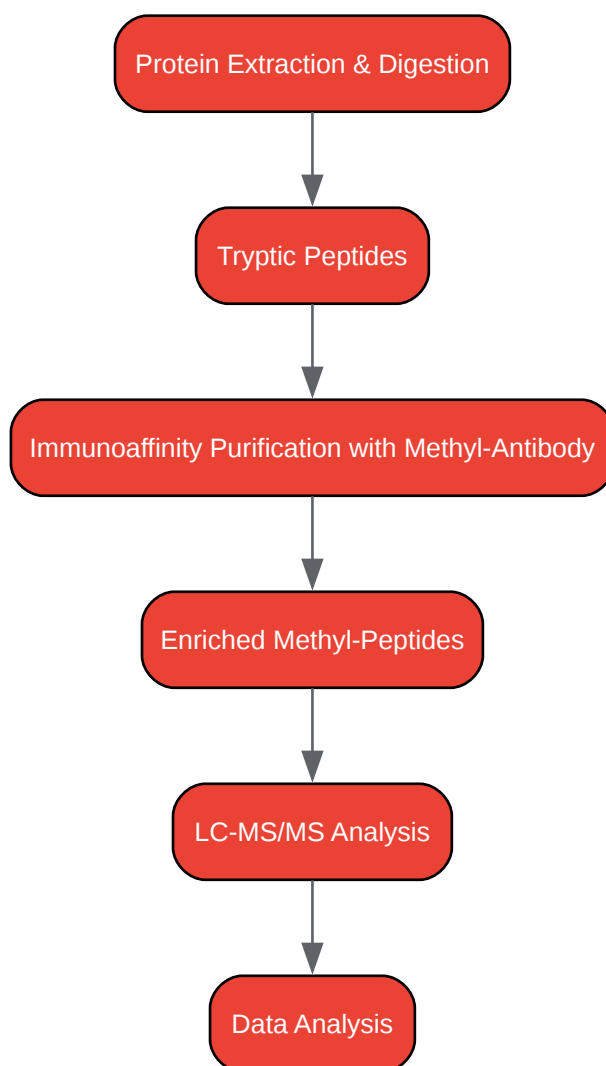 Protein Extraction & Digestion
Tryptic Peptides
Immunoaffinity Purification with Methyl-Antibody
Enriched Methyl-Peptides
LC-MS/MS Analysis
Data Analysis